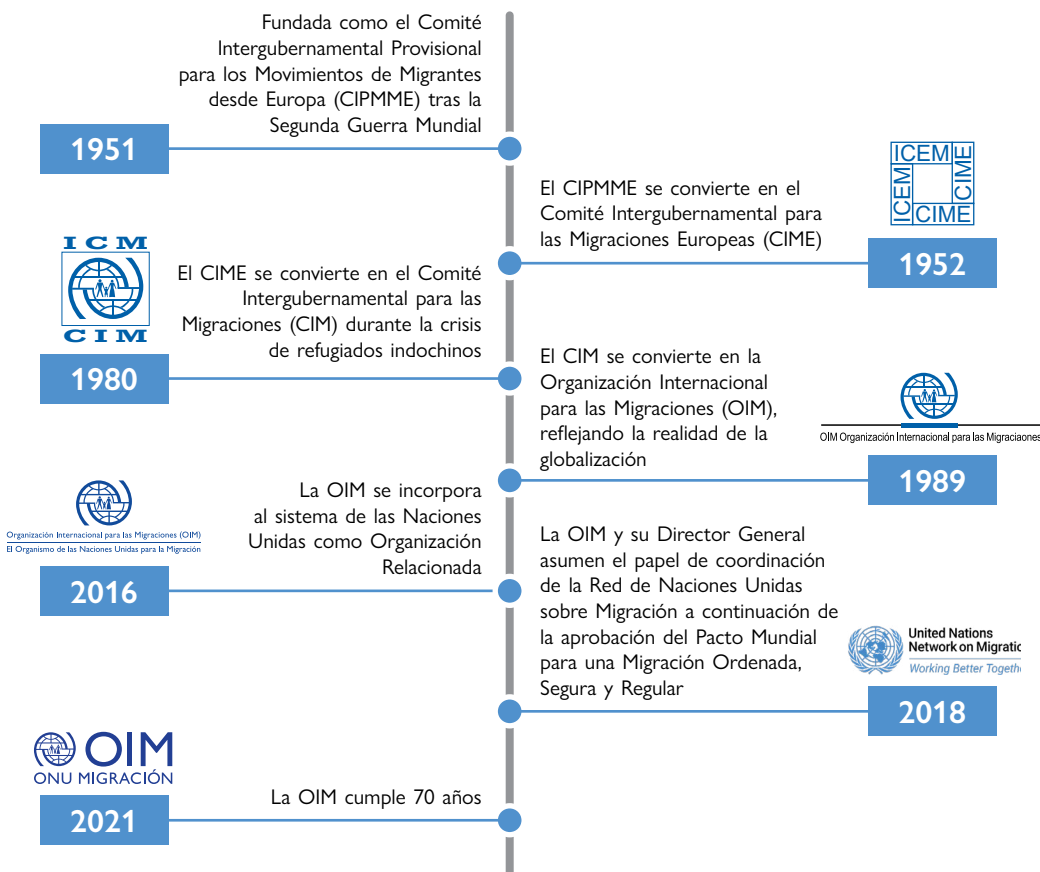 Fundada como el Comité
Intergubernamental Provisional
para los Movimientos de Migrantes
desde Europa (CIPMME) tras la
Segunda Guerra Mundial
1951
ICEM
CIME
ICEM
CIME
El CIPMME se convierte en el
Comité Intergubernamental para
las Migraciones Europeas (CIME)
1952
ICM
CIM
El CIME se convierte en el Comité
Intergubernamental para las
Migraciones (CIM) durante la crisis
de refugiados indochinos
1980
El CIM se convierte en la
Organización Internacional
para las Migraciones (OIM),
reflejando la realidad de la
globalización
OIM Organización Internacional para las Migraciaones
1989
Organización Internacional para las Migraciones (OIM)
El Organismo de las Naciones Unidas para la Migración
La OIM se incorpora
al sistema de las Naciones
Unidas como Organización
Relacionada
2016
La OIM y su Director General
asumen el papel de coordinación
de la Red de Naciones Unidas
sobre Migración a continuación de
la aprobación del Pacto Mundial
para una Migración Ordenada,
Segura y Regular
United Nations
Network on Migratic
Working Better Togeth
2018
OIM
ONU MIGRACIÓN
La OIM cumple 70 años
2021